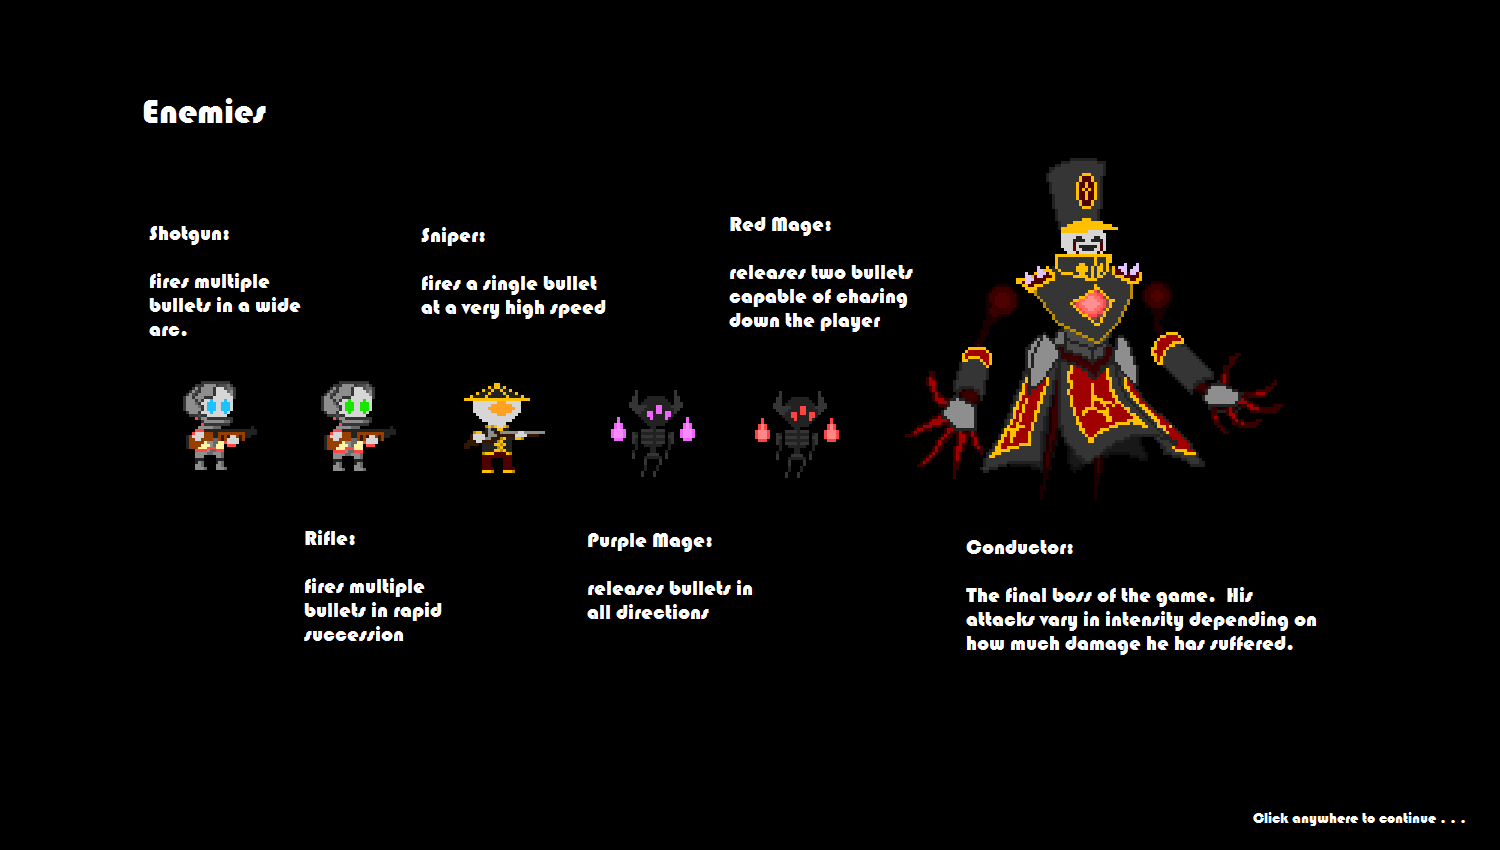 Enemies
Shotgun:
fires multiple
bullets in a wide
arc.
Sniper:
fires a single bullet
at a very high speed
Red Mage:
releases two bullets
capable of chasing
down the player
Rifle:
fires multiple
bullets in rapid
succession
Purple Mage:
releases bullets in
all directions
Conductor:
The final boss of the game.  His
attacks vary in intensity depending on
how much damage he has suffered.
Click anywhere to continue . . .